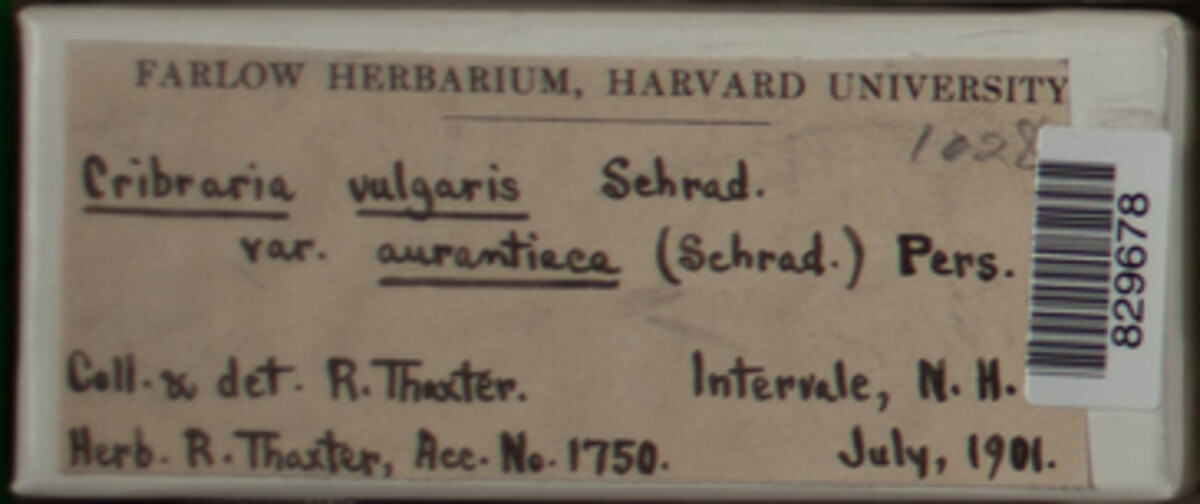 FARLOW HERBARIUM, HARVARD UNIVERSITY
1028
Cribraria vulgaris Schrad.
var. aurantiaca (Schrad.) Pers.
829678
Coll. & det. R. Thaxter. Intervale, N. H.
Herb. R. Thaxter, Acc. No. 1750. July, 1901.